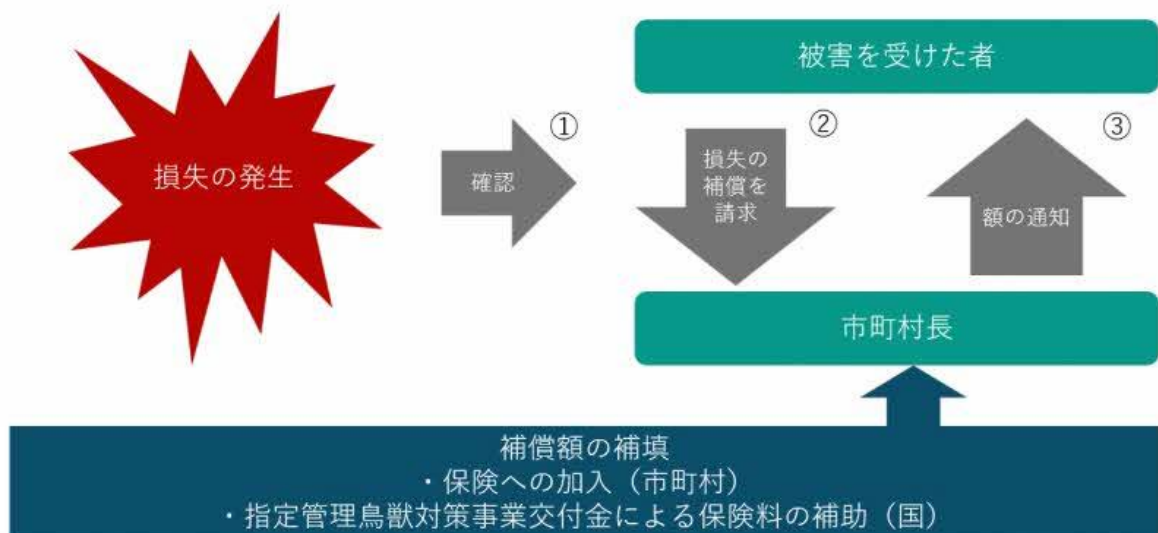 損失の発生
①
確認
被害を受けた者
②
損失の
補償を
請求
③
額の通知
市町村長
補償額の補填
・保険への加入（市町村）
・指定管理鳥獣対策事業交付金による保険料の補助（国）